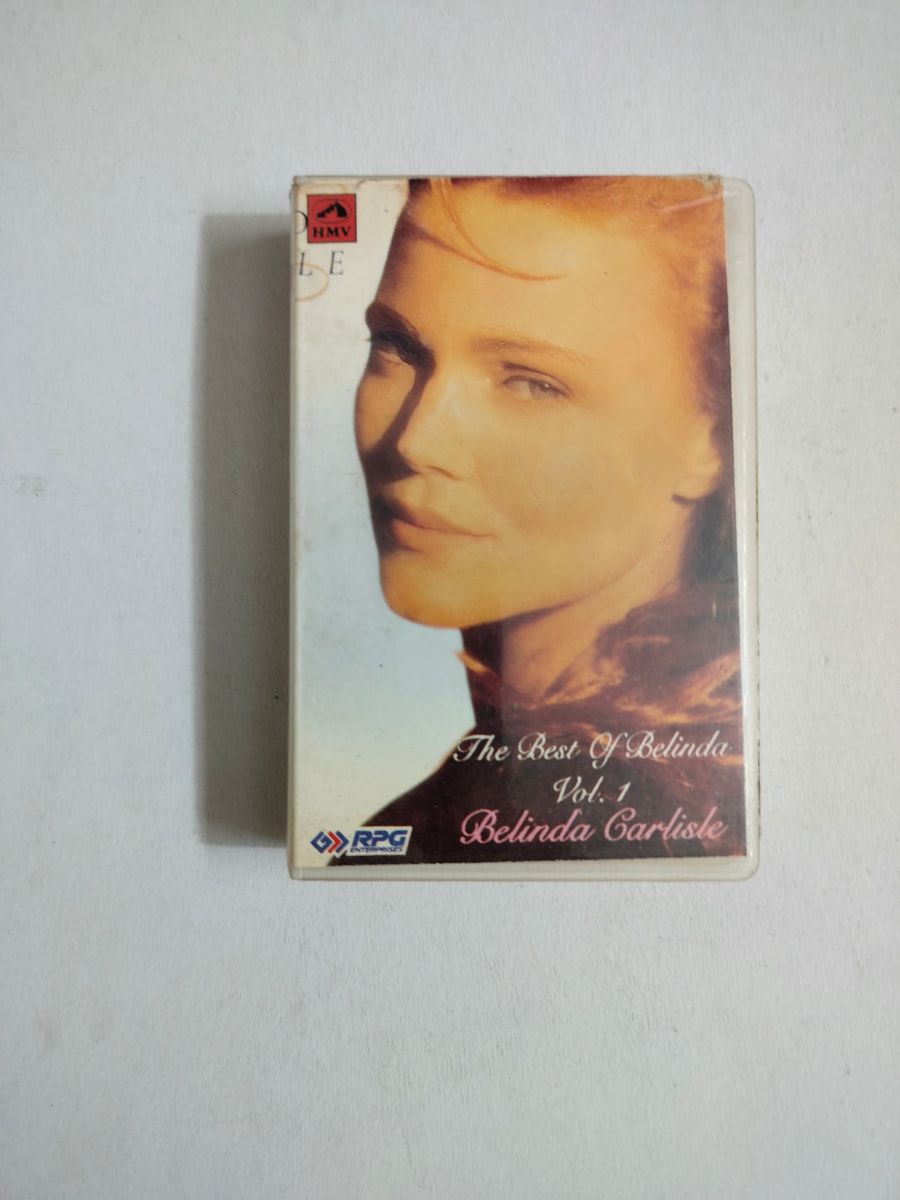 HMV
L E
The Best Of Belinda
Vol. 1
Belinda Carlisle
RPG
ENTERPRISES